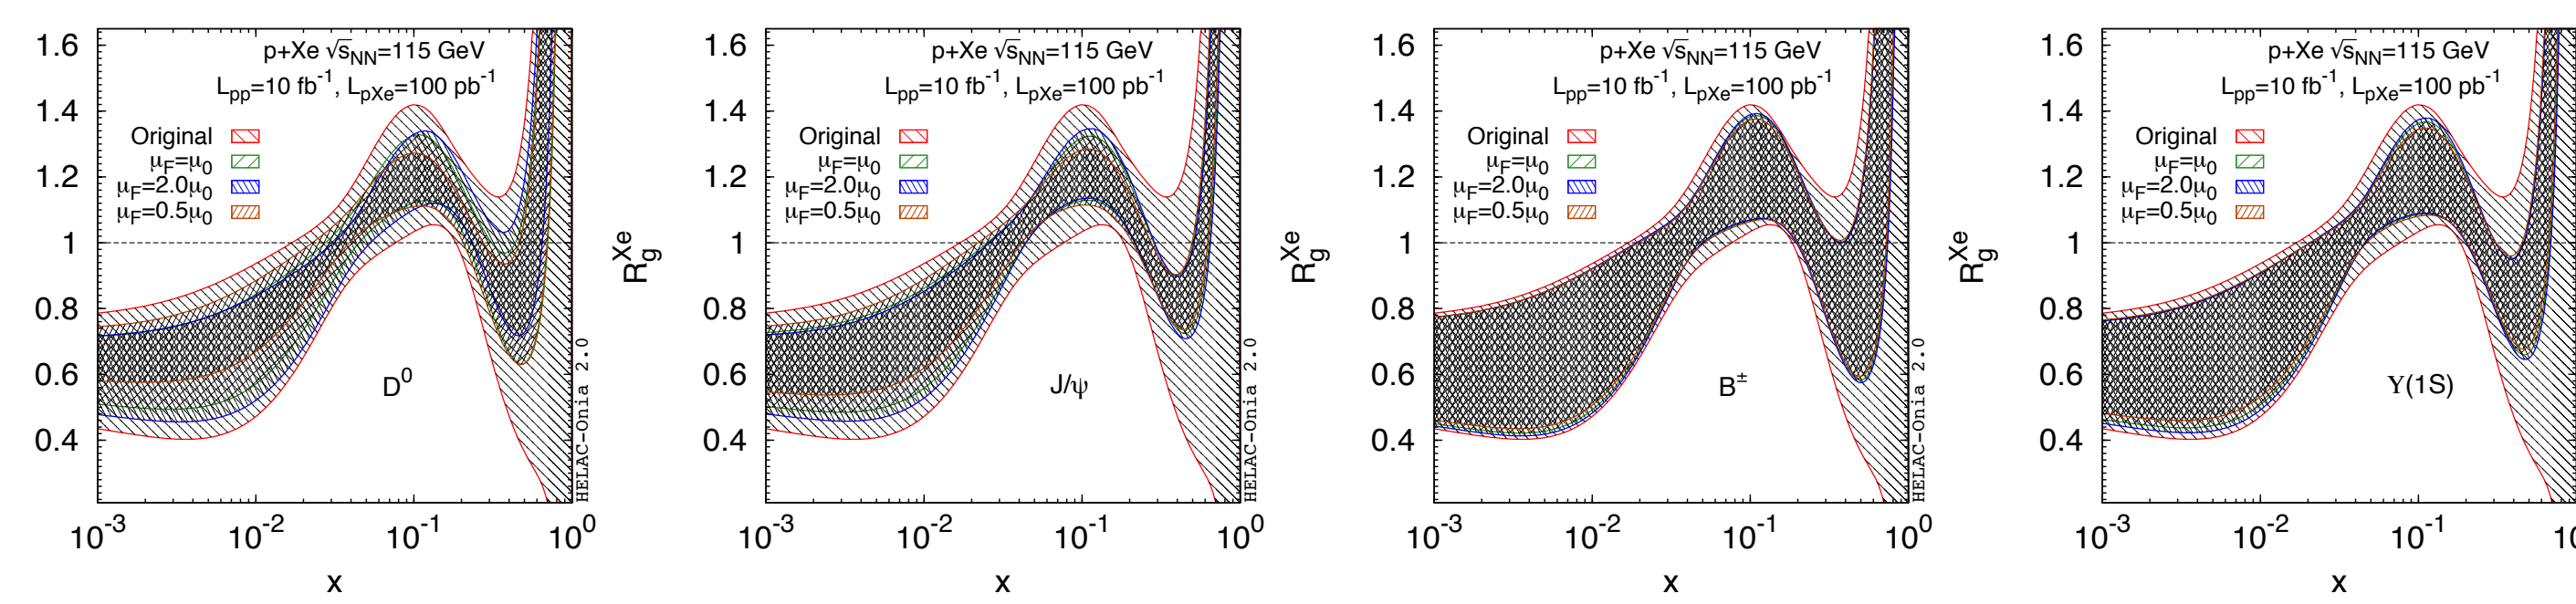 p+Xe √sNN=115 GeV
Lpp=10 fb-1, LpXe=100 pb-1
Original
μF=μ0
μF=2.0μ0
μF=0.5μ0
1.6
1.4
1.2
1
0.8
0.6
0.4
D0
HELAC-Onia 2.0
10-3 10-2 10-1 100
x
RgXe
p+Xe √sNN=115 GeV
Lpp=10 fb-1, LpXe=100 pb-1
Original
μF=μ0
μF=2.0μ0
μF=0.5μ0
1.6
1.4
1.2
1
0.8
0.6
0.4
J/ψ
HELAC-Onia 2.0
10-3 10-2 10-1 100
x
RgXe
p+Xe √sNN=115 GeV
Lpp=10 fb-1, LpXe=100 pb-1
Original
μF=μ0
μF=2.0μ0
μF=0.5μ0
1.6
1.4
1.2
1
0.8
0.6
0.4
B±
HELAC-Onia 2.0
10-3 10-2 10-1 100
x
RgXe
p+Xe √sNN=115 GeV
Lpp=10 fb-1, LpXe=100 pb-1
Original
μF=μ0
μF=2.0μ0
μF=0.5μ0
1.6
1.4
1.2
1
0.8
0.6
0.4
Υ(1S)
10-3 10-2 10-1
x